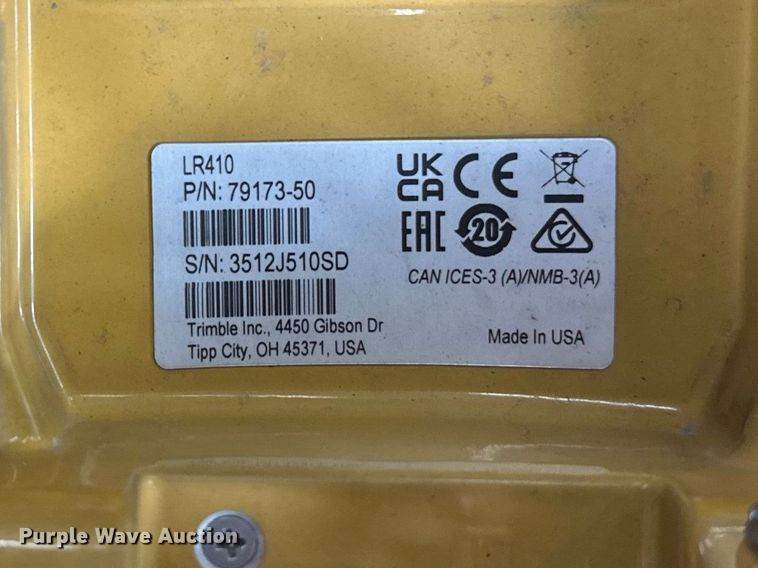 LR410
P/N: 79173-50
S/N: 3512J510SD
Trimble Inc., 4450 Gibson Dr
Tipp City, OH 45371, USA
UK
CA
CE
EAC
20
CAN ICES-3 (A)/NMB-3(A)
Made In USA
Purple Wave Auction